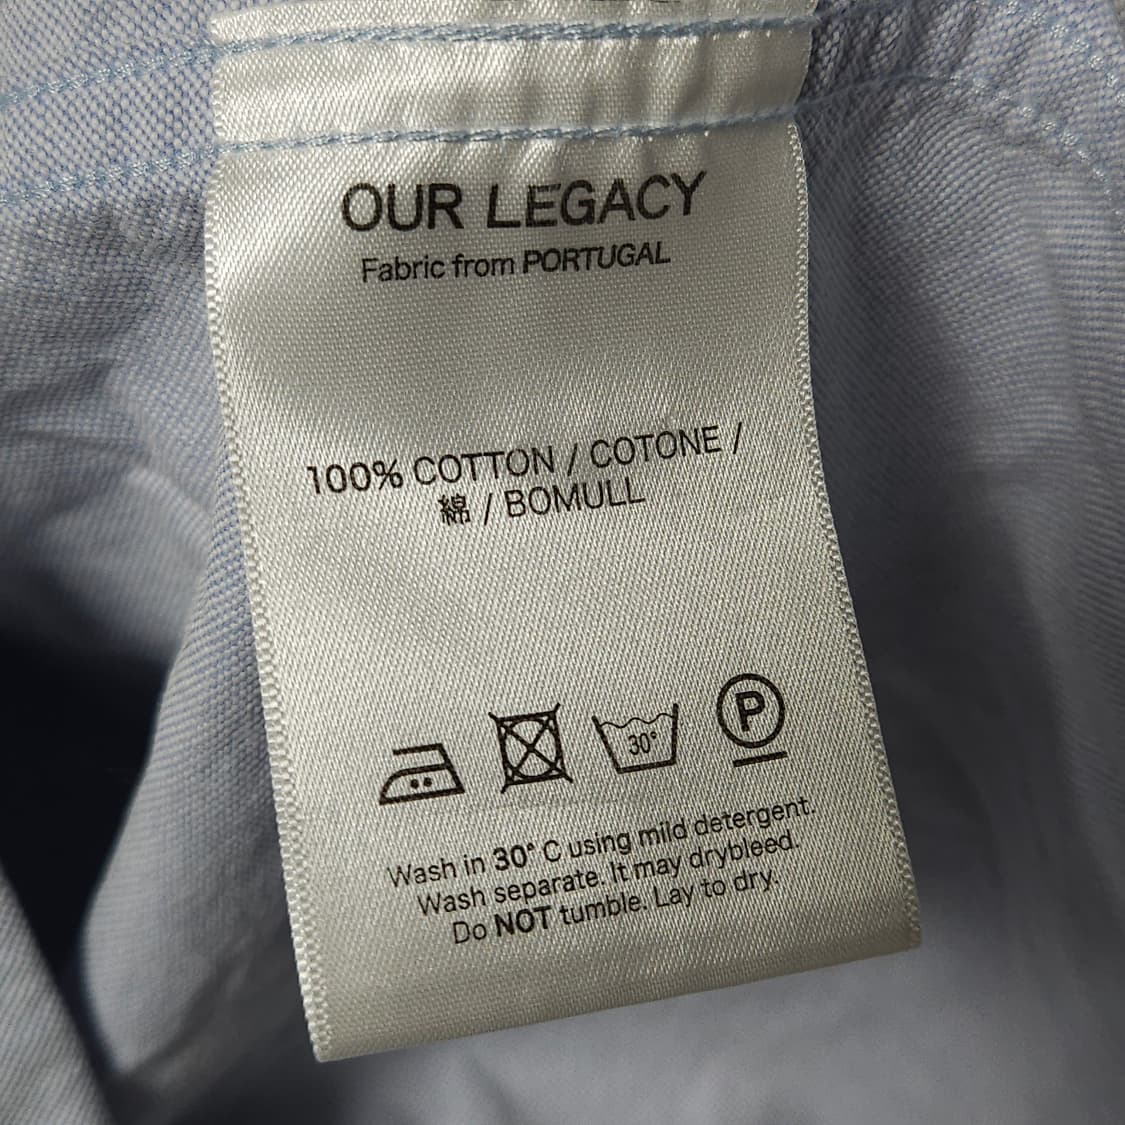 OUR LEGACY
Fabric from PORTUGAL
100% COTTON / COTONE /
綿 / BOMULL
30°
P
Wash in 30° C using mild detergent.
Wash separate. It may drybleed.
Do NOT tumble. Lay to dry.